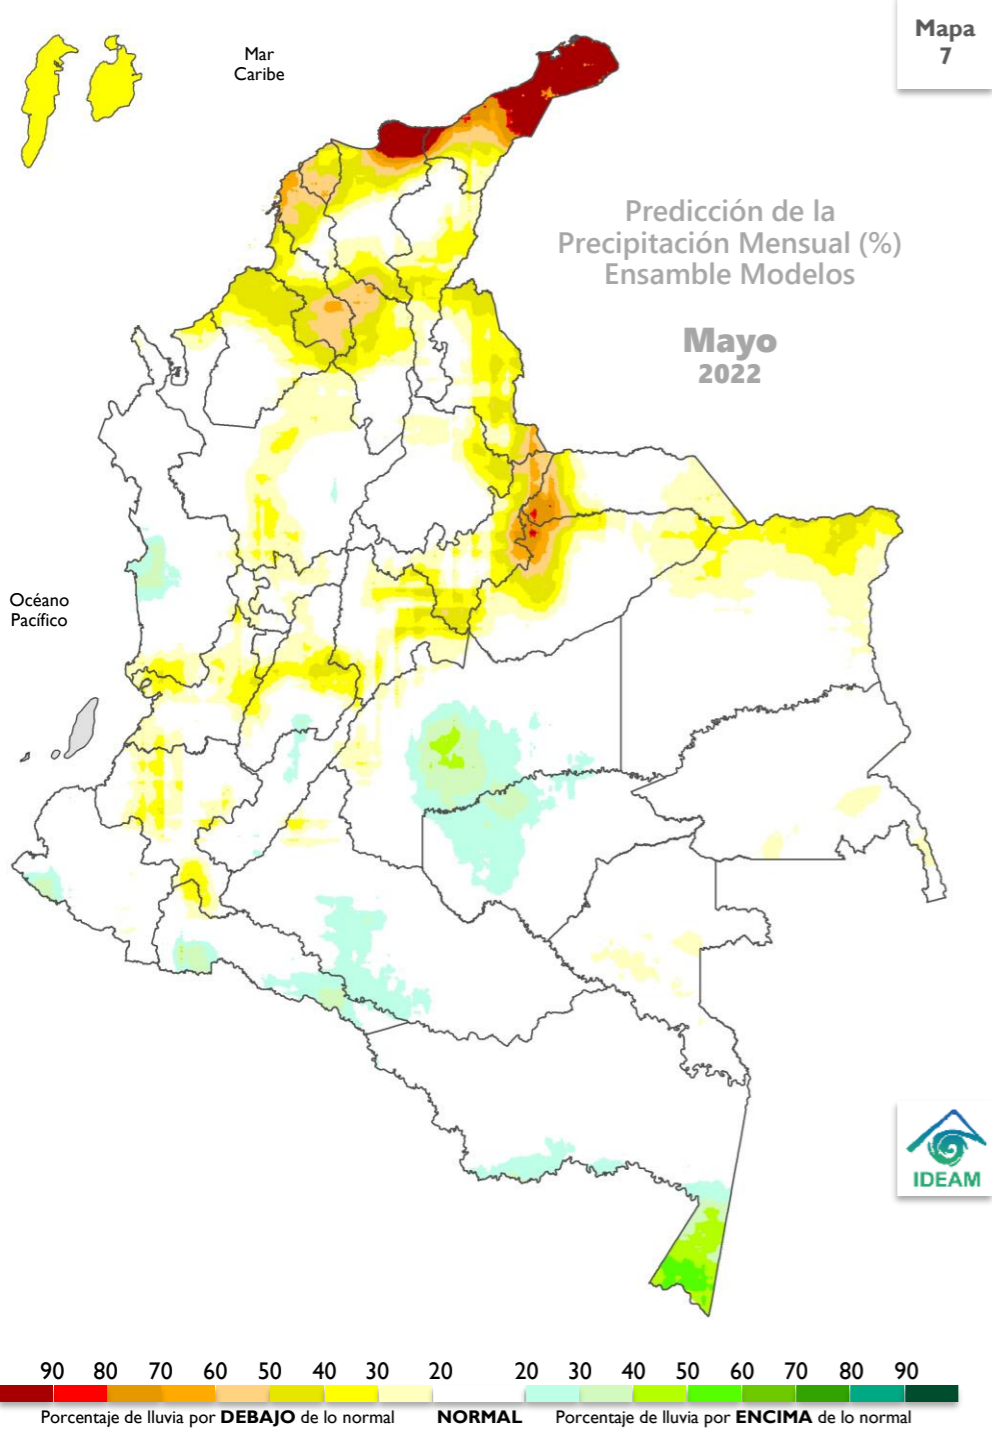 Mapa
7
Mar
Caribe
Predicción de la
Precipitación Mensual (%)
Ensamble Modelos
Mayo
2022
Océano
Pacífico
IDEAM
90 80 70 60 50 40 30 20 20 30 40 50 60 70 80 90
Porcentaje de lluvia por DEBAJO de lo normal NORMAL Porcentaje de lluvia por ENCIMA de lo normal